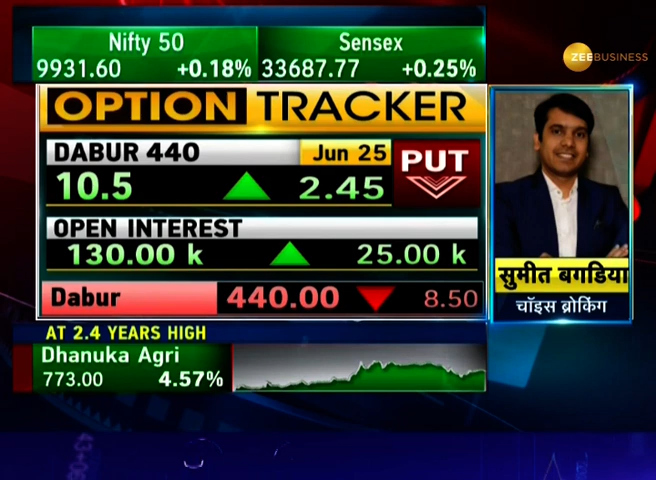 Nifty 50
9931.60 +0.18%
Sensex
33687.77 +0.25%
ZEE BUSINESS
OPTION TRACKER
DABUR 440 Jun 25 PUT
10.5 2.45
OPEN INTEREST
130.00 k 25.00 k
Dabur 440.00 8.50
सुमीत बगडिया
चॉइस ब्रोकिंग
AT 2.4 YEARS HIGH
Dhanuka Agri
773.00 4.57%